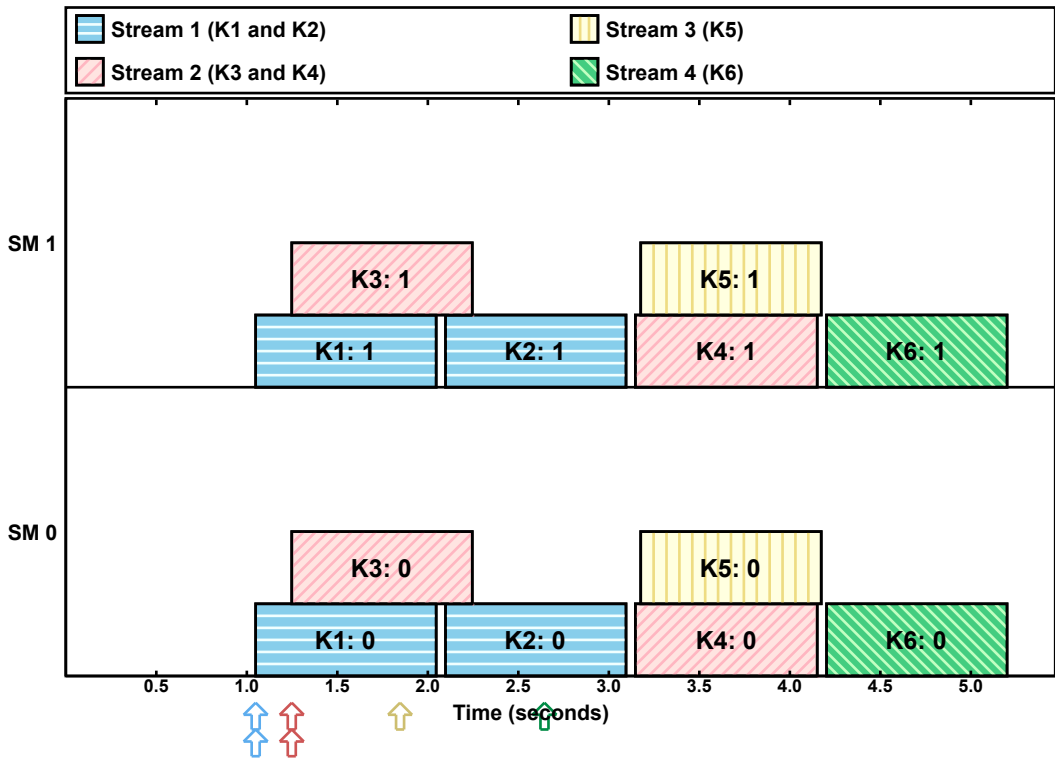 Stream 1 (K1 and K2)
Stream 3 (K5)
Stream 2 (K3 and K4)
Stream 4 (K6)
SM 1
K3: 1
K5: 1
K1: 1
K2: 1
K4: 1
K6: 1
SM 0
K3: 0
K5: 0
K1: 0
K2: 0
K4: 0
K6: 0
0.5 1.0 1.5 2.0 2.5 3.0 3.5 4.0 4.5 5.0
Time (seconds)